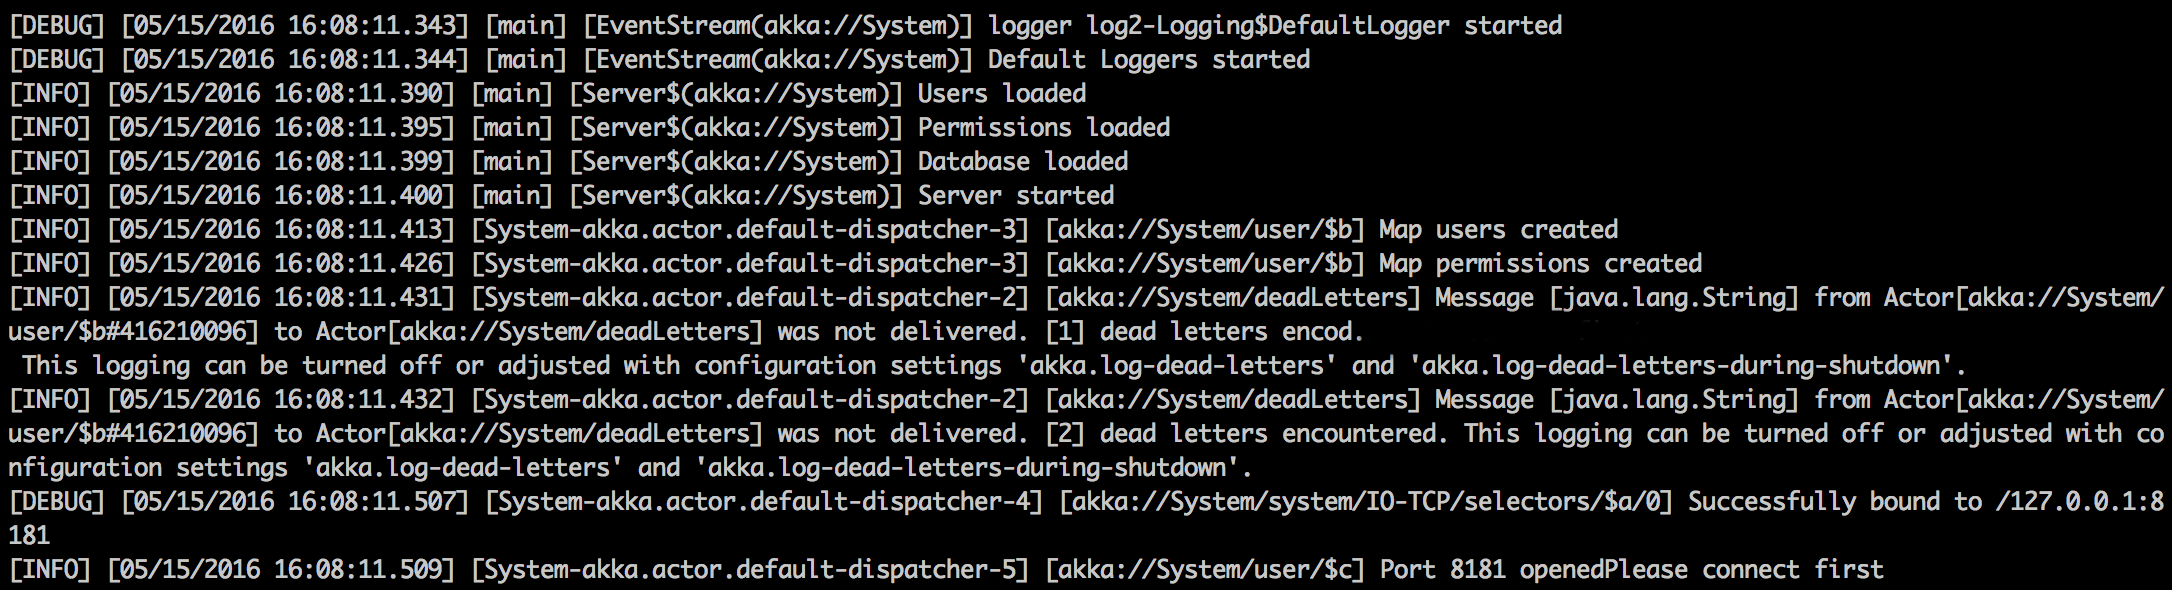 [DEBUG] [05/15/2016 16:08:11.343] [main] [EventStream(akka://System)] logger log2-Logging$DefaultLogger started
[DEBUG] [05/15/2016 16:08:11.344] [main] [EventStream(akka://System)] Default Loggers started
[INFO] [05/15/2016 16:08:11.390] [main] [Server$(akka://System)] Users loaded
[INFO] [05/15/2016 16:08:11.395] [main] [Server$(akka://System)] Permissions loaded
[INFO] [05/15/2016 16:08:11.399] [main] [Server$(akka://System)] Database loaded
[INFO] [05/15/2016 16:08:11.400] [main] [Server$(akka://System)] Server started
[INFO] [05/15/2016 16:08:11.413] [System-akka.actor.default-dispatcher-3] [akka://System/user/$b] Map users created
[INFO] [05/15/2016 16:08:11.426] [System-akka.actor.default-dispatcher-3] [akka://System/user/$b] Map permissions created
[INFO] [05/15/2016 16:08:11.431] [System-akka.actor.default-dispatcher-2] [akka://System/deadLetters] Message [java.lang.String] from Actor[akka://System/
user/$b#416210096] to Actor[akka://System/deadLetters] was not delivered. [1] dead letters encod.
 This logging can be turned off or adjusted with configuration settings 'akka.log-dead-letters' and 'akka.log-dead-letters-during-shutdown'.
[INFO] [05/15/2016 16:08:11.432] [System-akka.actor.default-dispatcher-2] [akka://System/deadLetters] Message [java.lang.String] from Actor[akka://System/
user/$b#416210096] to Actor[akka://System/deadLetters] was not delivered. [2] dead letters encountered. This logging can be turned off or adjusted with co
nfiguration settings 'akka.log-dead-letters' and 'akka.log-dead-letters-during-shutdown'.
[DEBUG] [05/15/2016 16:08:11.507] [System-akka.actor.default-dispatcher-4] [akka://System/system/IO-TCP/selectors/$a/0] Successfully bound to /127.0.0.1:8
181
[INFO] [05/15/2016 16:08:11.509] [System-akka.actor.default-dispatcher-5] [akka://System/user/$c] Port 8181 openedPlease connect first